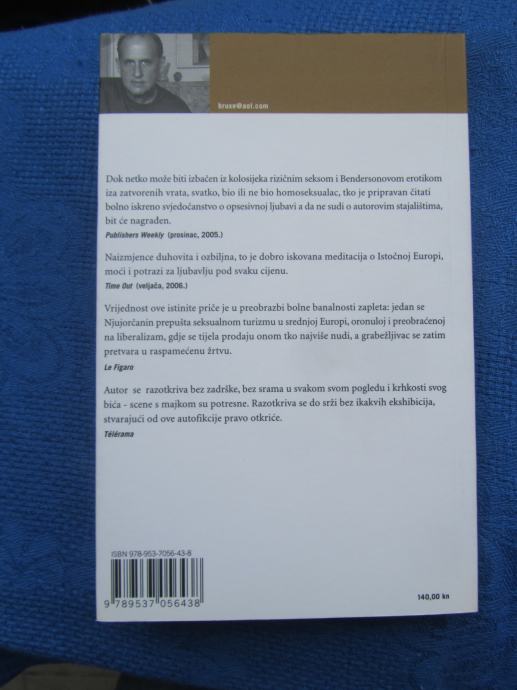 bruxe@aol.com
Dok netko može biti izbačen iz kolosijeka rizičnim seksom i Bendersonovom erotikom
iza zatvorenih vrata, svatko, bio ili ne bio homoseksualac, tko je pripravan čitati
bolno iskreno svjedočanstvo o opsesivnoj ljubavi a da ne sudi o autorovim stajalištima,
bit će nagrađen.
Publishers Weekly (prosinac, 2005.)
Naizmjence duhovita i ozbiljna, to je dobro iskovana meditacija o Istočnoj Europi,
moći i potrazi za ljubavlju pod svaku cijenu.
Time Out (veljača, 2006.)
Vrijednost ove istinite priče je u preobrazbi bolne banalnosti zapleta: jedan se
Njujorčanin prepušta seksualnom turizmu u srednjoj Europi, oronuloj i preobraćenoj
na liberalizam, gdje se tijela prodaju onom tko najviše nudi, a grabežljivac se zatim
pretvara u raspamećenu žrtvu.
Le Figaro
Autor se razotkriva bez zadrške, bez srama u svakom svom pogledu i krhkosti svog
bića - scene s majkom su potresne. Razotkriva se do srži bez ikakvih ekshibicija,
stvarajući od ove autofikcije pravo otkriće.
Télérama
ISBN 978-953-7056-43-8
9 789537 056438
140,00 kn